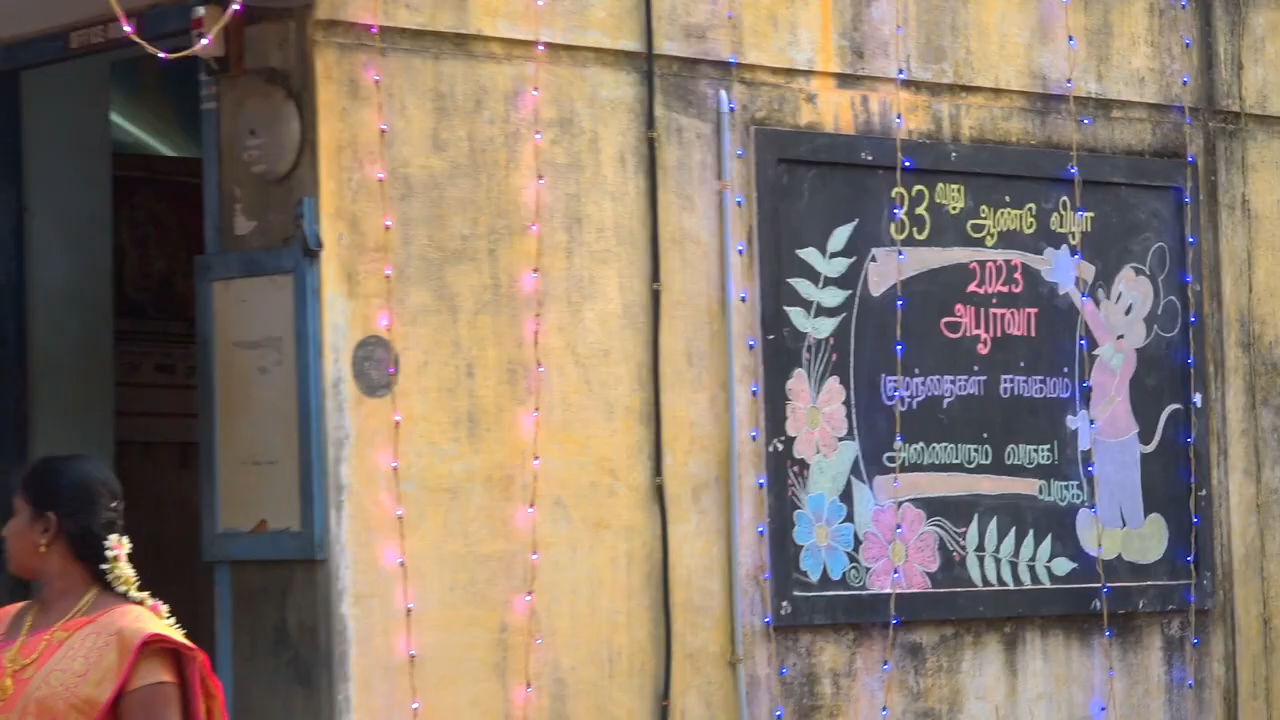 33 வது ஆண்டு விழா
2023
அபூர்வா
குழந்தைகள் சங்கமம்
அனைவரும் வருக!
வருக!